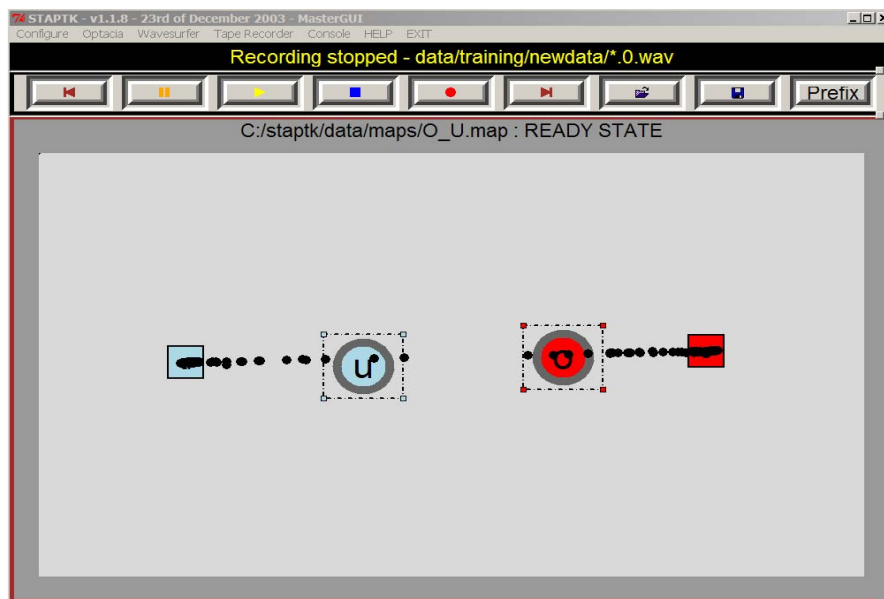 STAPTK - v1.1.8 - 23rd of December 2003 - MasterGUI
Configure Optacia Wavesurfer Tape Recorder Console HELP EXIT
Recording stopped - data/training/newdata/*.0.wav
Prefix
C:/staptk/data/maps/O_U.map : READY STATE
u o